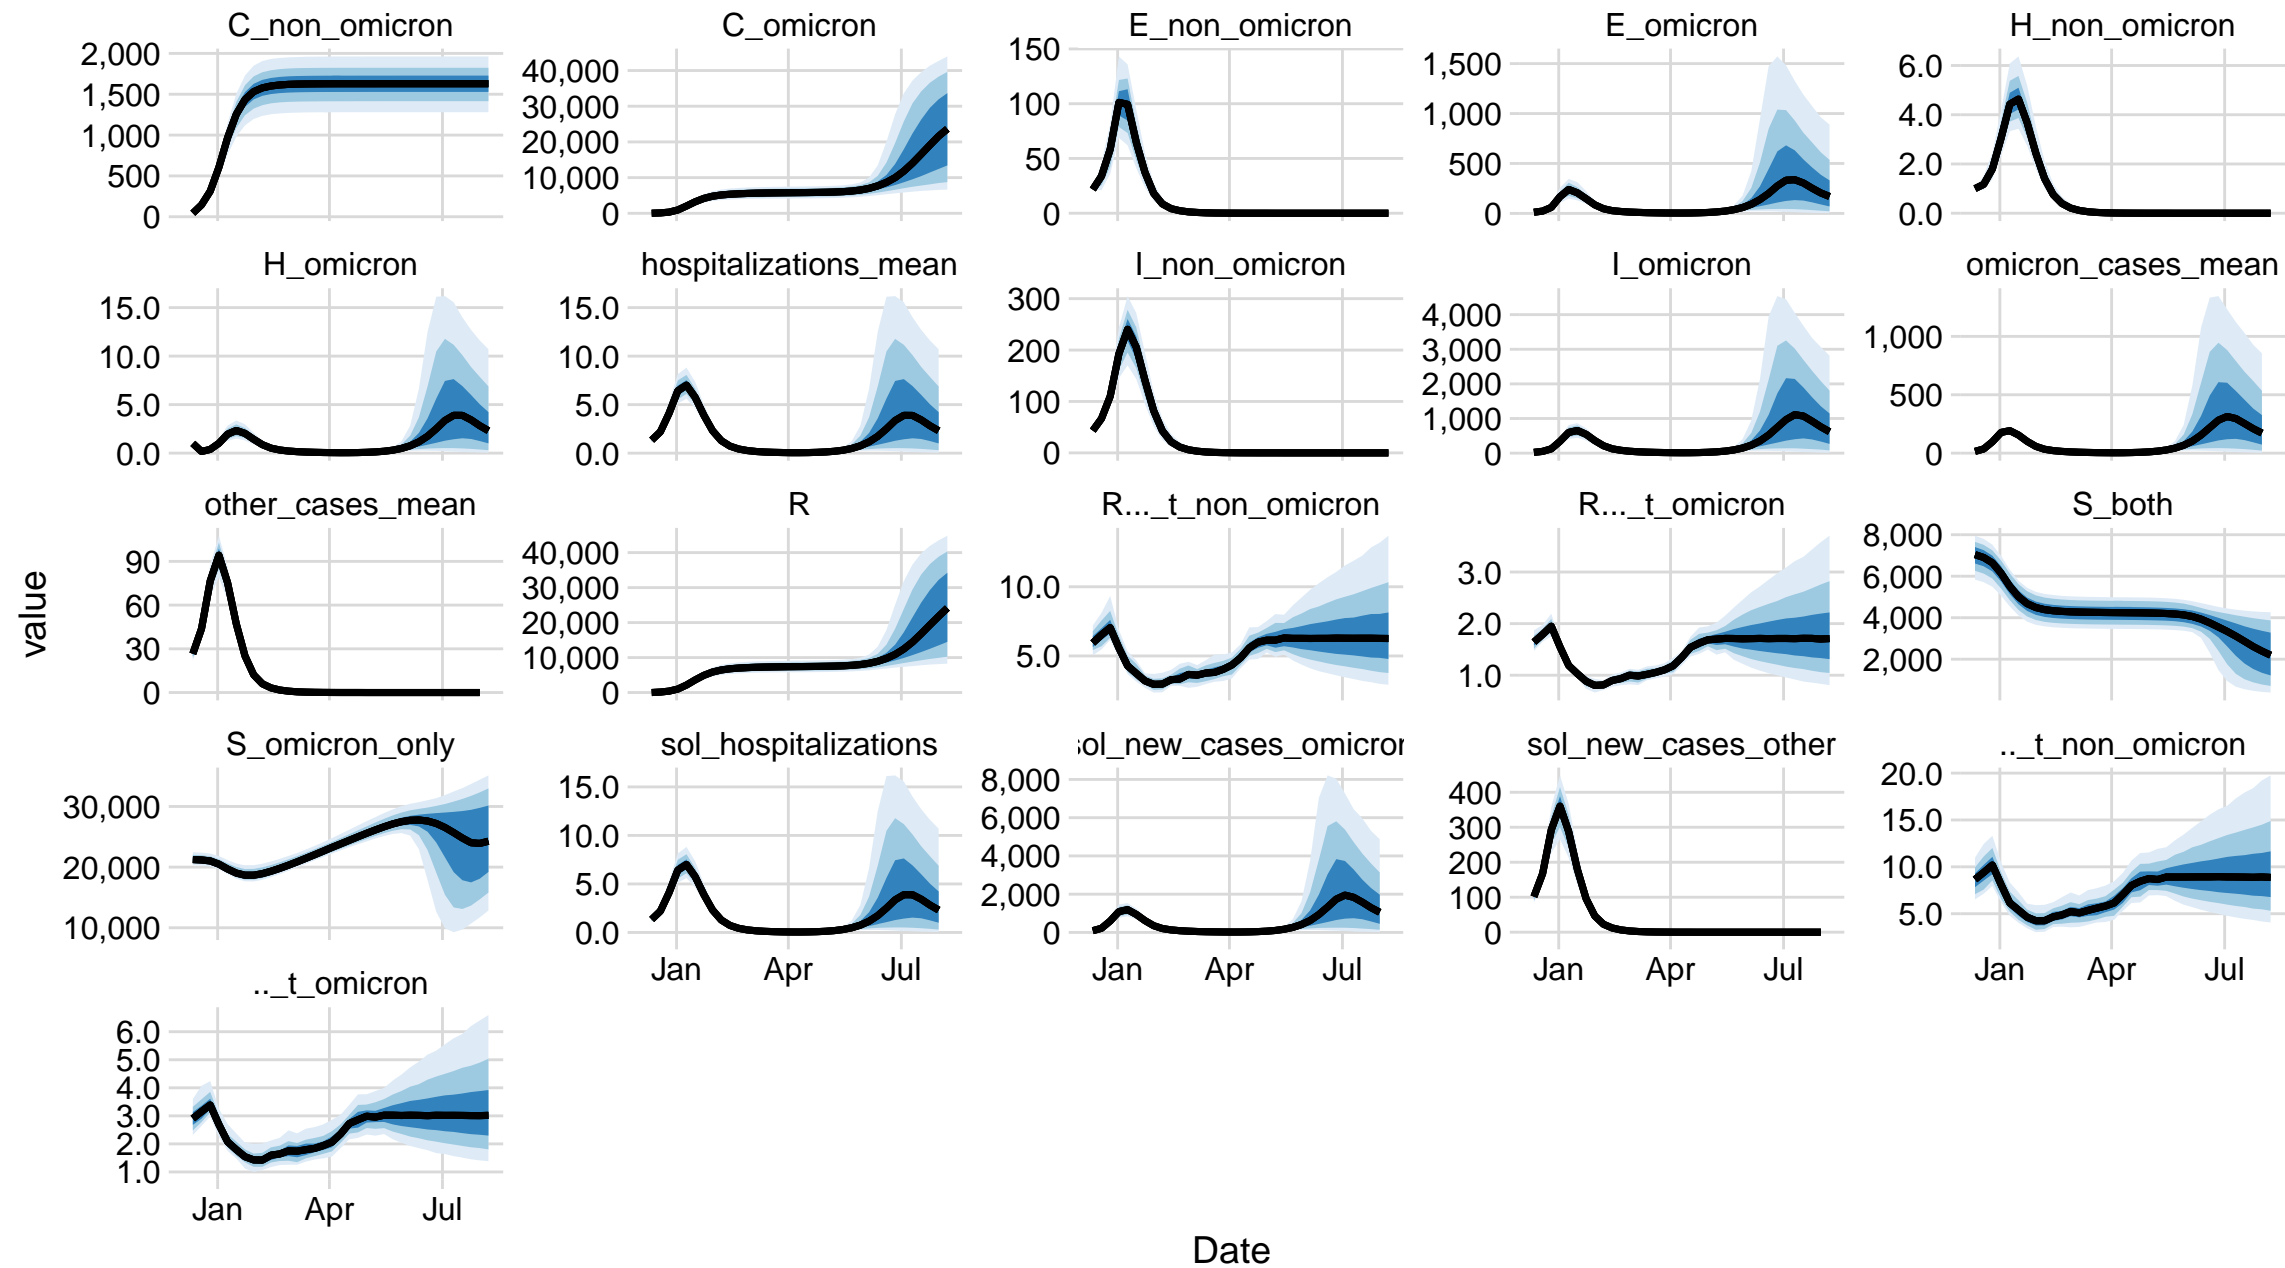 C_non_omicron C_omicron E_non_omicron E_omicron H_non_omicron
2,000 1,500 1,000 500 0
40,000 30,000 20,000 10,000 0
150 100 50 0
1,500 1,000 500 0
6.0 4.0 2.0 0.0
H_omicron hospitalizations_mean I_non_omicron I_omicron omicron_cases_mean
15.0 10.0 5.0 0.0
15.0 10.0 5.0 0.0
300 200 100 0
4,000 3,000 2,000 1,000 0
1,000 500 0
other_cases_mean R R..._t_non_omicron R..._t_omicron S_both
90 60 30 0
40,000 30,000 20,000 10,000 0
10.0 5.0
3.0 2.0 1.0
8,000 6,000 4,000 2,000
value
S_omicron_only sol_hospitalizations sol_new_cases_omicron sol_new_cases_other .._t_non_omicron
30,000 20,000 10,000
15.0 10.0 5.0 0.0
8,000 6,000 4,000 2,000 0
400 300 200 100 0
20.0 15.0 10.0 5.0
Jan Apr Jul Jan Apr Jul Jan Apr Jul Jan Apr Jul
.._t_omicron
6.0 5.0 4.0 3.0 2.0 1.0
Jan Apr Jul
Date